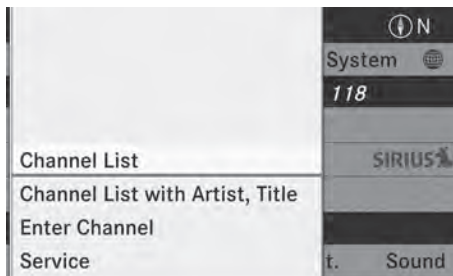 N
System
118
Channel List
SIRIUS
Channel List with Artist, Title
Enter Channel
Service
t. Sound